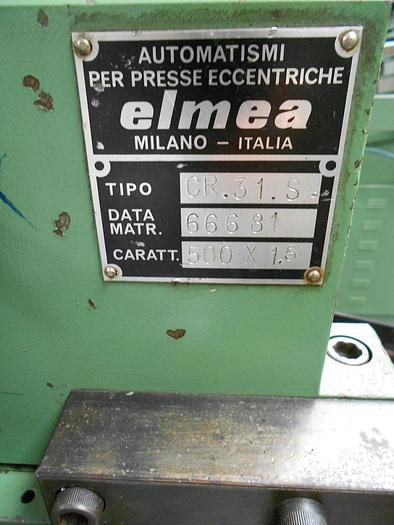 AUTOMATISMI
PER PRESSE ECCENTRICHE
elmea
MILANO - ITALIA
TIPO CR.31.S.
DATA MATR. 66681
CARATT. 500 X 1.5